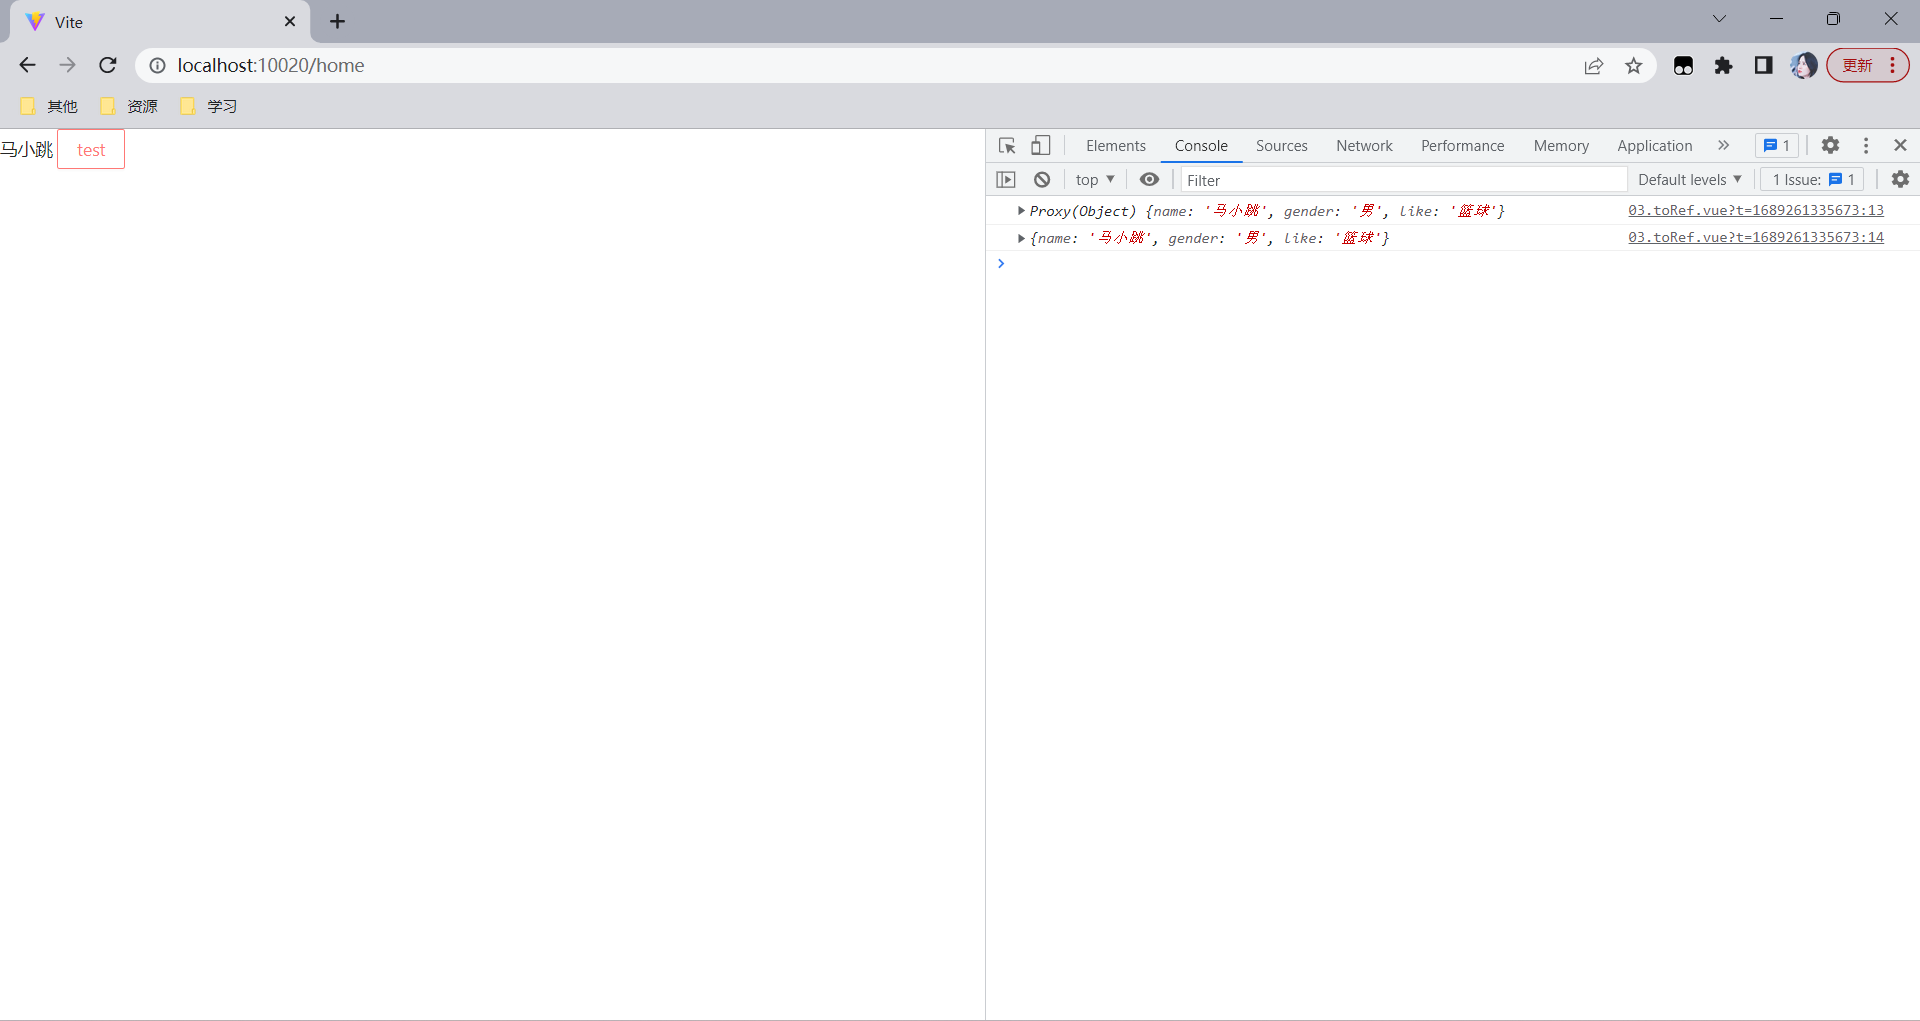 Vite
localhost:10020/home
更新
其他 资源 学习
马小跳 test
Elements Console Sources Network Performance Memory Application 1
top Filter Default levels 1 Issue: 1
Proxy(Object) {name: '马小跳', gender: '男', like: '篮球'} 03.toRef.vue?t=1689261335673:13
{name: '马小跳', gender: '男', like: '篮球'} 03.toRef.vue?t=1689261335673:14